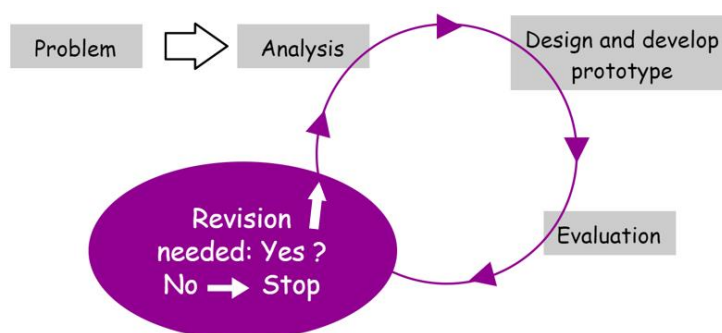 Problem
Analysis
Design and develop
prototype
Evaluation
Revision
needed: Yes ?
No → Stop